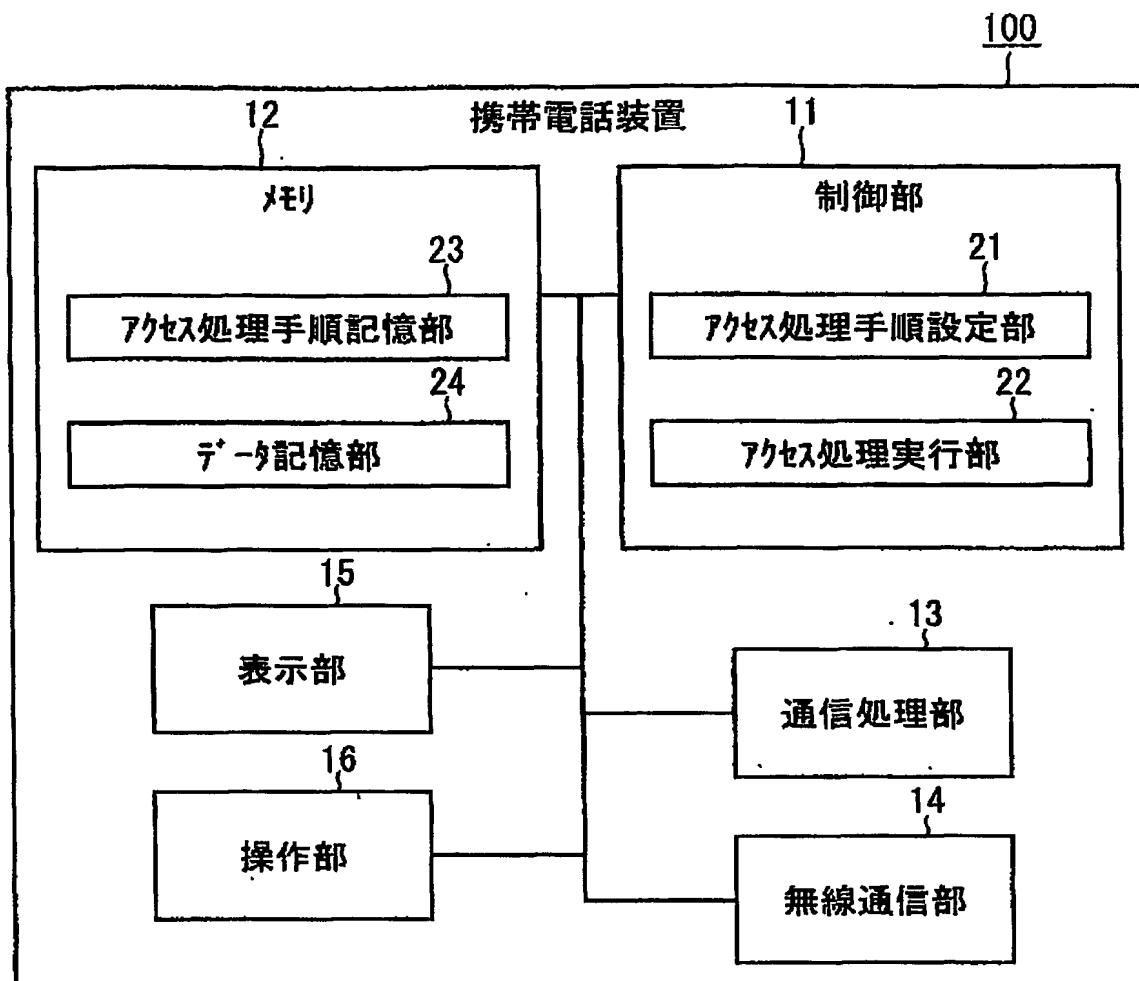 100
携帯電話装置
12
メモリ
23
アクセス処理手順記憶部
24
データ記憶部
11
制御部
21
アクセス処理手順設定部
22
アクセス処理実行部
15
表示部
16
操作部
13
通信処理部
14
無線通信部